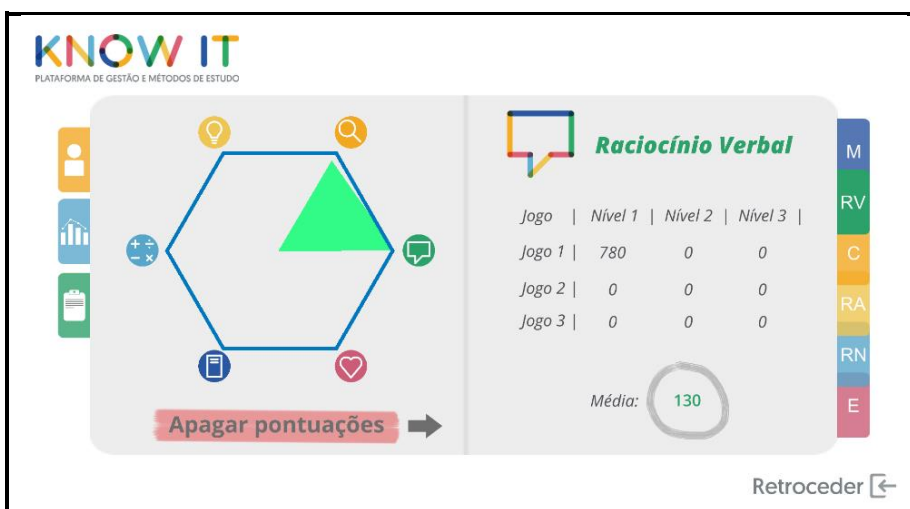 KNOW IT
PLATAFORMA DE GESTÃO E MÉTODOS DE ESTUDO
Raciocínio Verbal
Jogo | Nível 1 | Nível 2 | Nível 3 |
Jogo 1 | 780 0 0
Jogo 2 | 0 0 0
Jogo 3 | 0 0 0
Média: 130
Apagar pontuações
M
RV
C
RA
RN
E
Retroceder